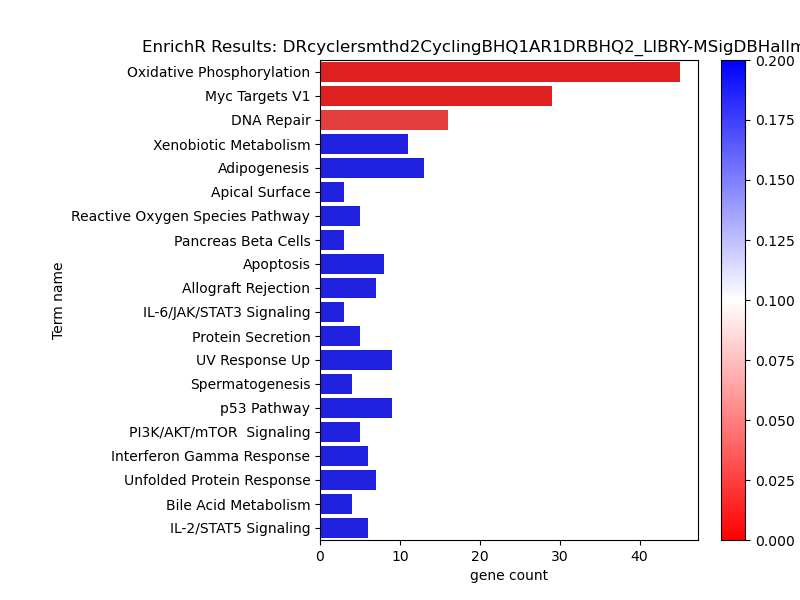 EnrichR Results: DRcyclersmthd2CyclingBHQ1AR1DRBHQ2_LIBRY-MSigDBHallm
Oxidative Phosphorylation
Myc Targets V1
DNA Repair
Xenobiotic Metabolism
Adipogenesis
Apical Surface
Reactive Oxygen Species Pathway
Pancreas Beta Cells
Apoptosis
Allograft Rejection
IL-6/JAK/STAT3 Signaling
Protein Secretion
UV Response Up
Spermatogenesis
p53 Pathway
PI3K/AKT/mTOR  Signaling
Interferon Gamma Response
Unfolded Protein Response
Bile Acid Metabolism
IL-2/STAT5 Signaling
Term name
0 10 20 30 40
gene count
0.200
0.175
0.150
0.125
0.100
0.075
0.050
0.025
0.000